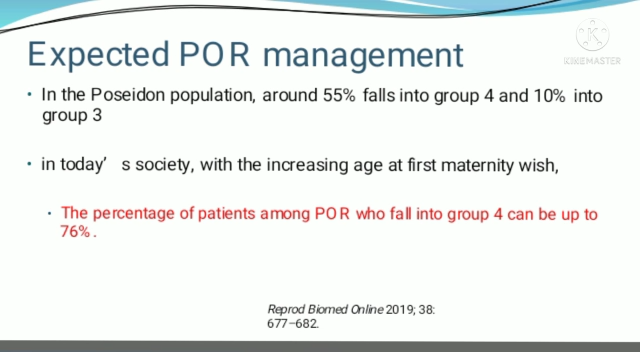 Expected POR management
KINEMASTER
• In the Poseidon population, around 55% falls into group 4 and 10% into
group 3
• in today’ s society, with the increasing age at first maternity wish,
• The percentage of patients among POR who fall into group 4 can be up to
76%.
Reprod Biomed Online 2019; 38:
677–682.